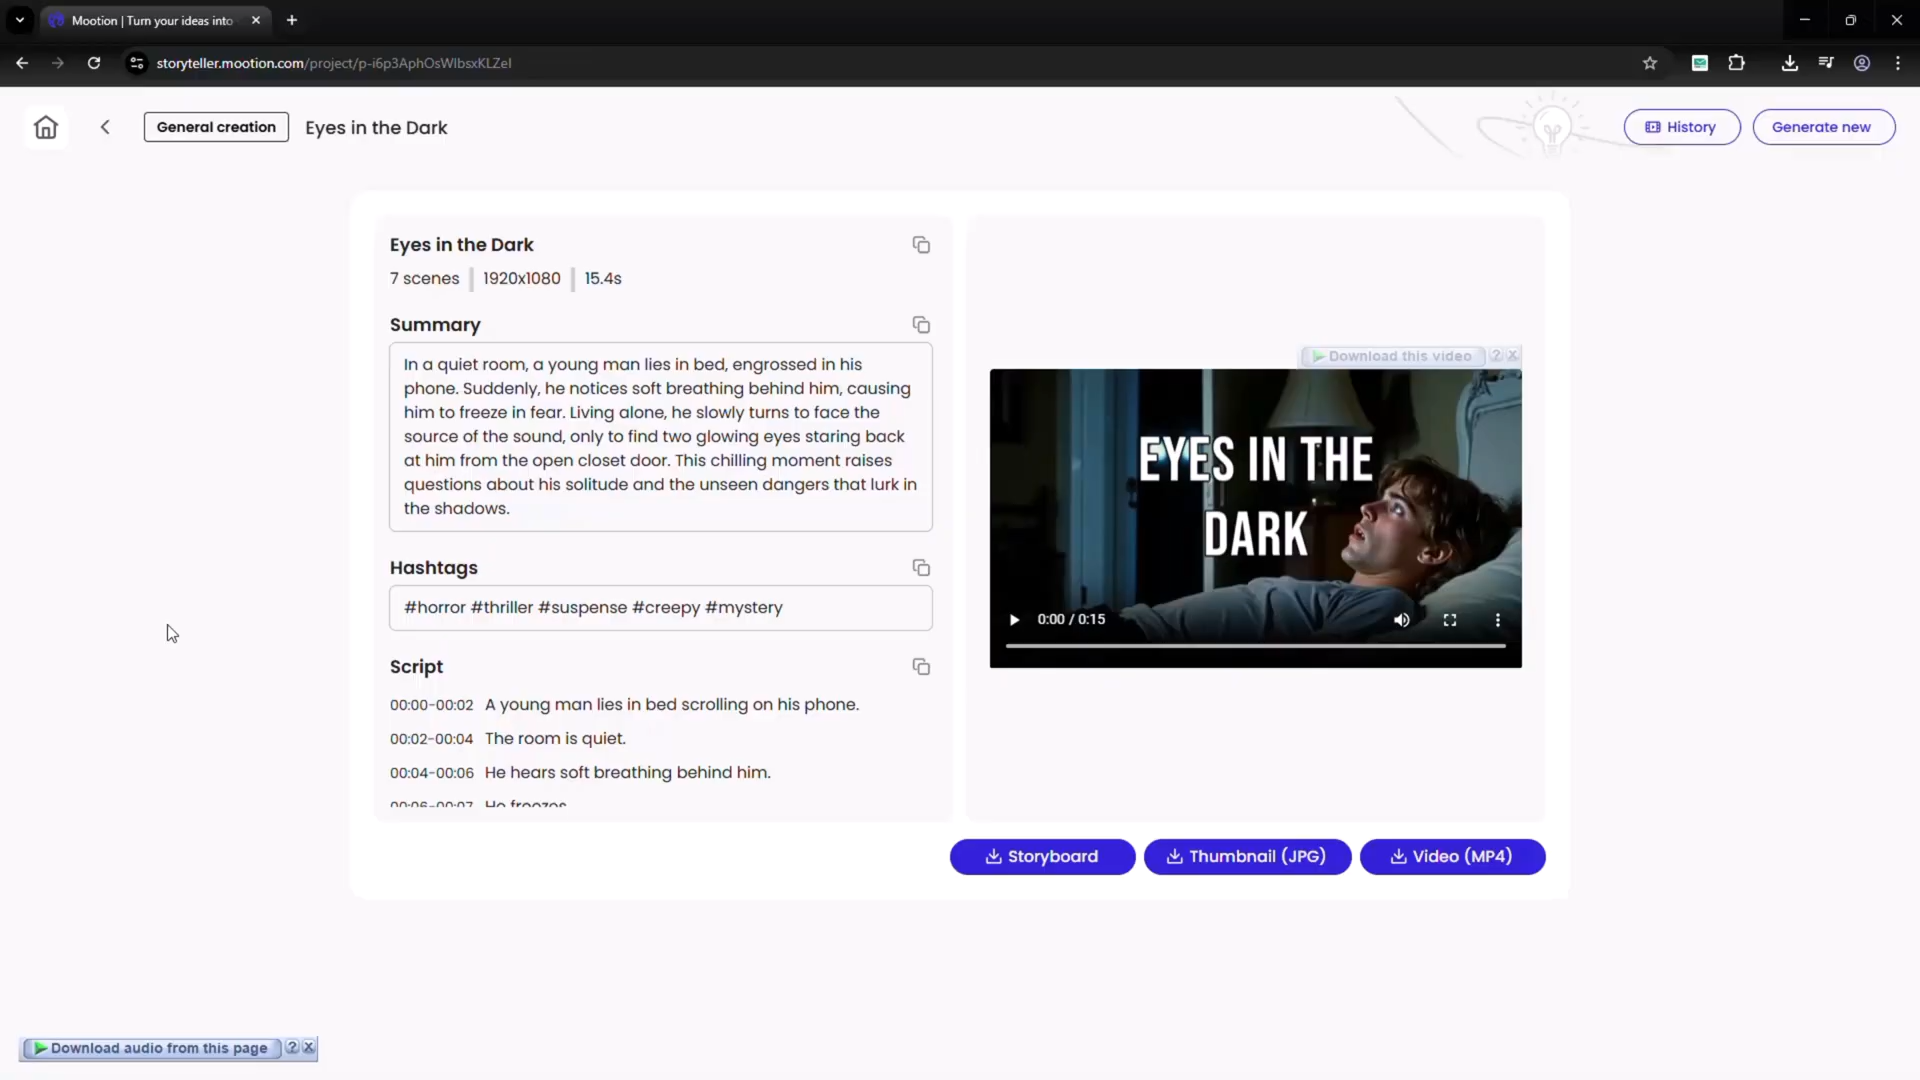 Mootion | Turn your ideas into
storyteller.mootion.com/project/p-i6p3AphOsWlbsxKLZel
General creation
Eyes in the Dark
History
Generate new
Eyes in the Dark
7 scenes
1920x1080
15.4s
Summary
In a quiet room, a young man lies in bed, engrossed in his
phone. Suddenly, he notices soft breathing behind him, causing
him to freeze in fear. Living alone, he slowly turns to face the
source of the sound, only to find two glowing eyes staring back
at him from the open closet door. This chilling moment raises
questions about his solitude and the unseen dangers that lurk in
the shadows.
Hashtags
#horror #thriller #suspense #creepy #mystery
Script
00:00-00:02 A young man lies in bed scrolling on his phone.
00:02-00:04 The room is quiet.
00:04-00:06 He hears soft breathing behind him.
00:06-00:07 He freezes
Download this video
?
EYES IN THE
DARK
0:00 / 0:15
Storyboard
Thumbnail (JPG)
Video (MP4)
Download audio from this page
?